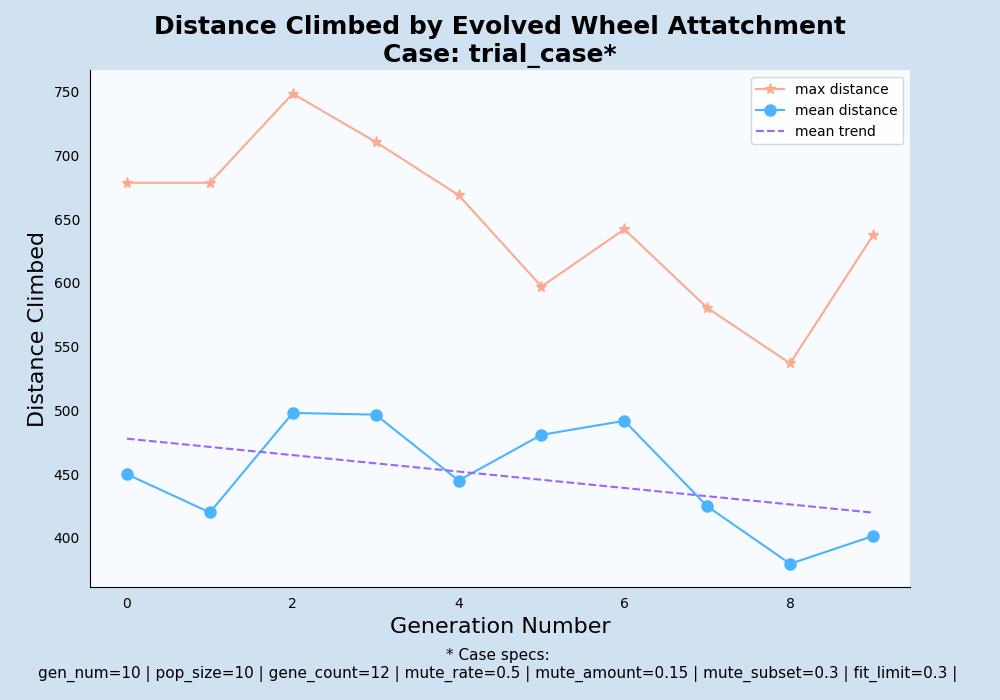 Distance Climbed by Evolved Wheel Attatchment
Case: trial_case*
max distance
mean distance
mean trend
750
700
650
600
550
500
450
400
Distance Climbed
0 2 4 6 8
Generation Number
* Case specs:
gen_num=10 | pop_size=10 | gene_count=12 | mute_rate=0.5 | mute_amount=0.15 | mute_subset=0.3 | fit_limit=0.3 |